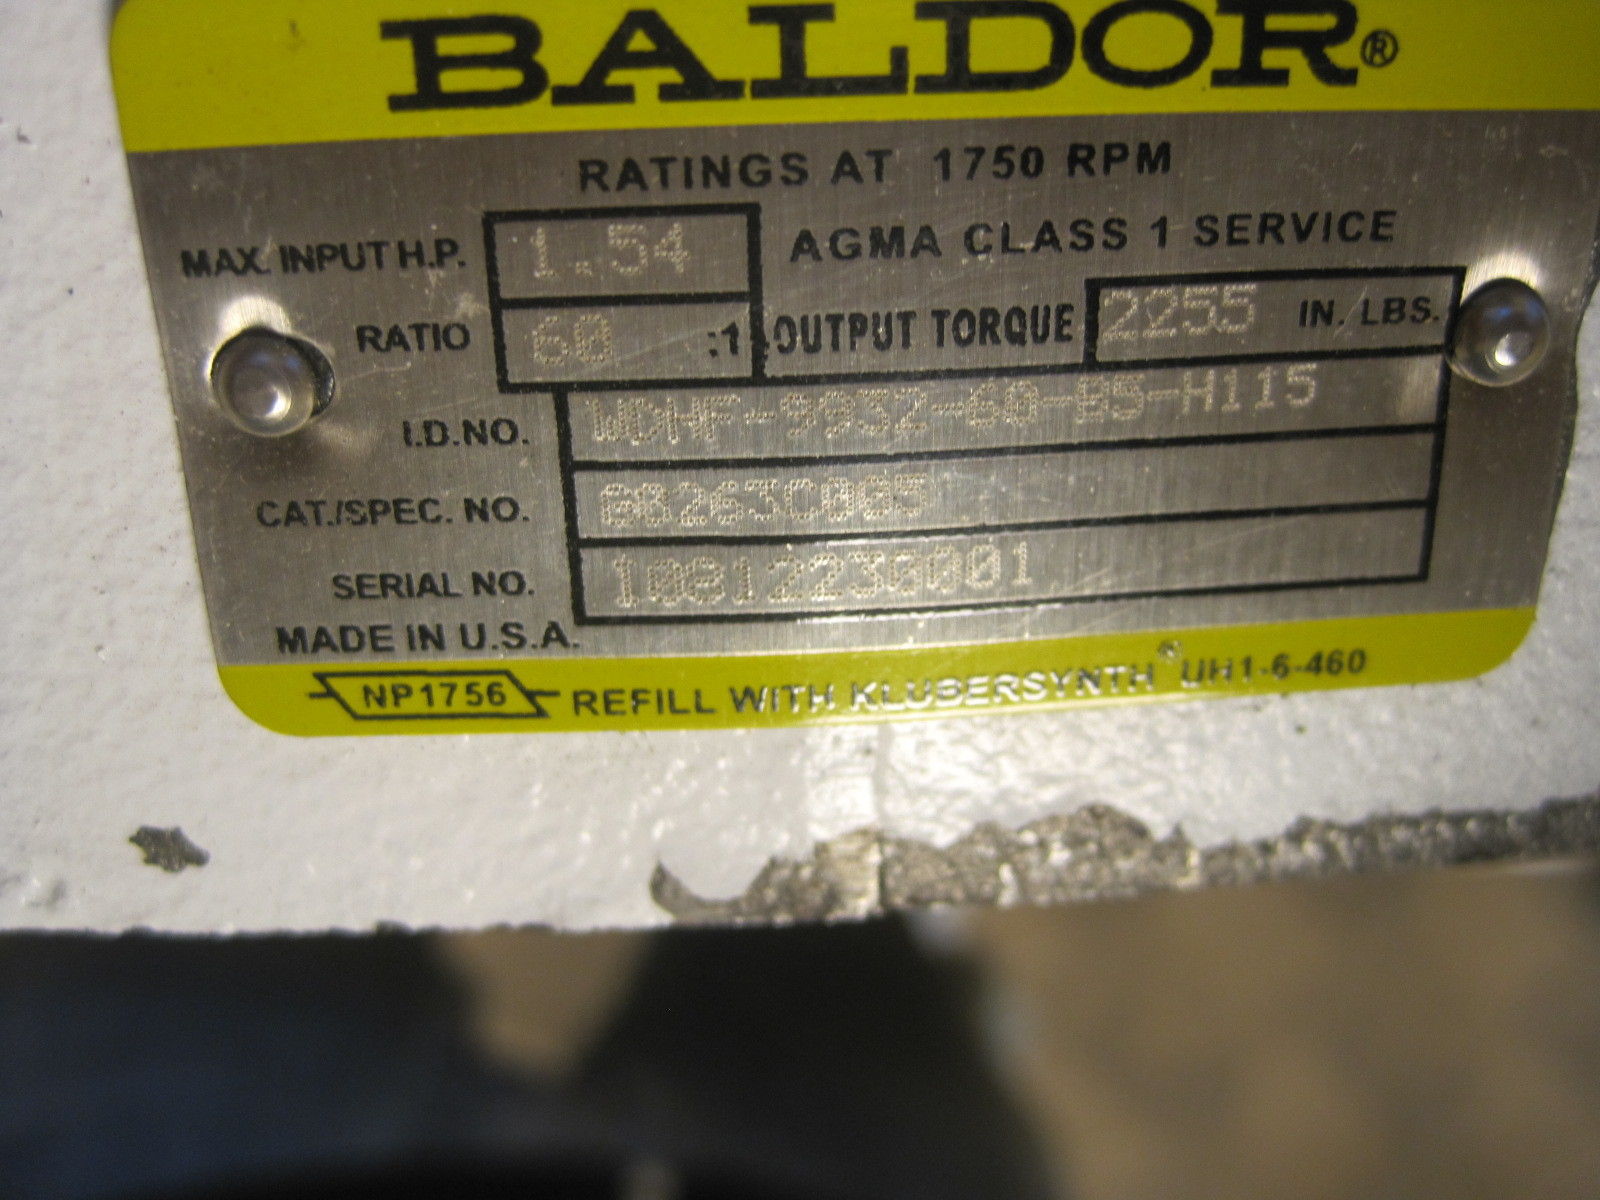 BALDOR®
RATINGS AT 1750 RPM
MAX. INPUT H.P. 1.54 AGMA CLASS 1 SERVICE
RATIO 60 :1 OUTPUT TORQUE 2255 IN. LBS.
I.D.NO. WDHF-9932-60-B5-H115
CAT./SPEC. NO.
SERIAL NO.
MADE IN U.S.A.
NP1756 REFILL WITH KLUBERSYNTH® UH1-6-460